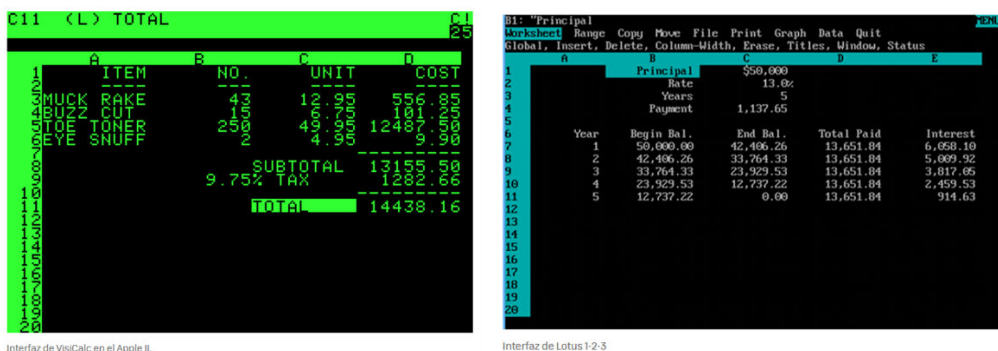 C11 (L) TOTAL C!
25
A B C D
1 ITEM NO. UNIT COST
2 ---- --- ---- ----
3 MUCK RAKE 43 12.95 556.85
4 BUZZ CUT 15 6.75 101.25
5 TOE TONER 250 49.95 12487.50
6 EYE SNUFF 2 4.95 9.90
7 ---------
8 SUBTOTAL 13155.50
9 9.75% TAX 1282.66
10 ---------
11 TOTAL 14438.16
12
13
14
15
16
17
18
19
20
Interfaz de VisiCalc en el Apple II.
B1: "Principal MENU
Worksheet Range Copy Move File Print Graph Data Quit
Global, Insert, Delete, Column-Width, Erase, Titles, Window, Status
A B C D E
1 Principal $50,000
2 Rate 13.0%
3 Years 5
4 Payment 1,137.65
5
6 Year Begin Bal. End Bal. Total Paid Interest
7 1 50,000.00 42,406.26 13,651.84 6,058.10
8 2 42,406.26 33,764.33 13,651.84 5,009.92
9 3 33,764.33 23,929.53 13,651.84 3,817.05
10 4 23,929.53 12,737.22 13,651.84 2,459.53
11 5 12,737.22 0.00 13,651.84 914.63
12
13
14
15
16
17
18
19
20
Interfaz de Lotus 1-2-3